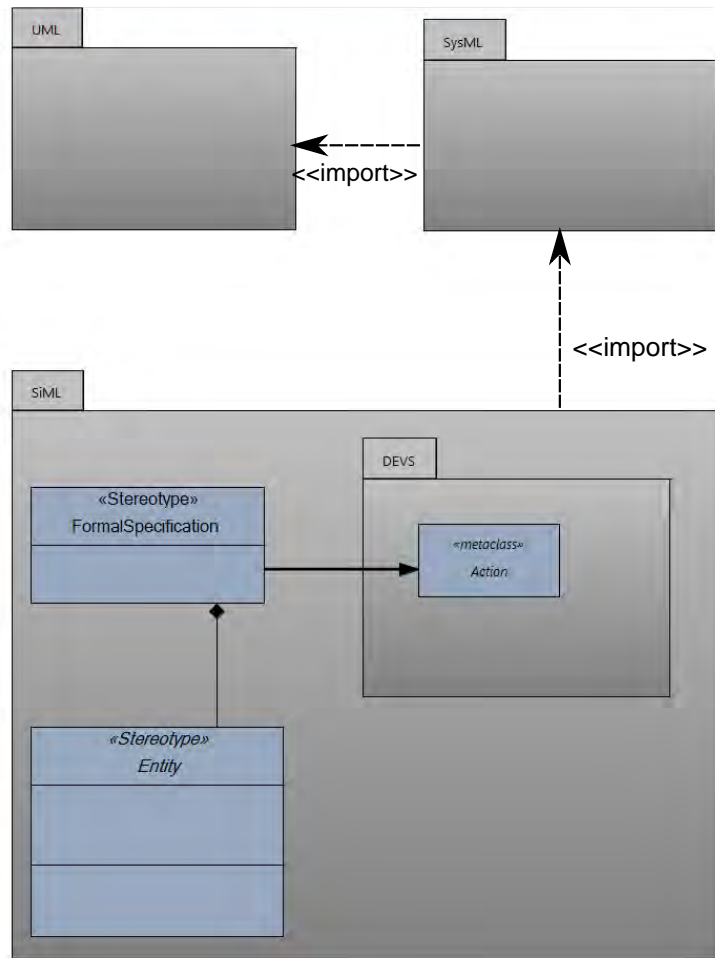 UML
SysML
<<import>>
<<import>>
SiML
DEVS
«Stereotype»
FormalSpecification
«metaclass»
Action
«Stereotype»
Entity